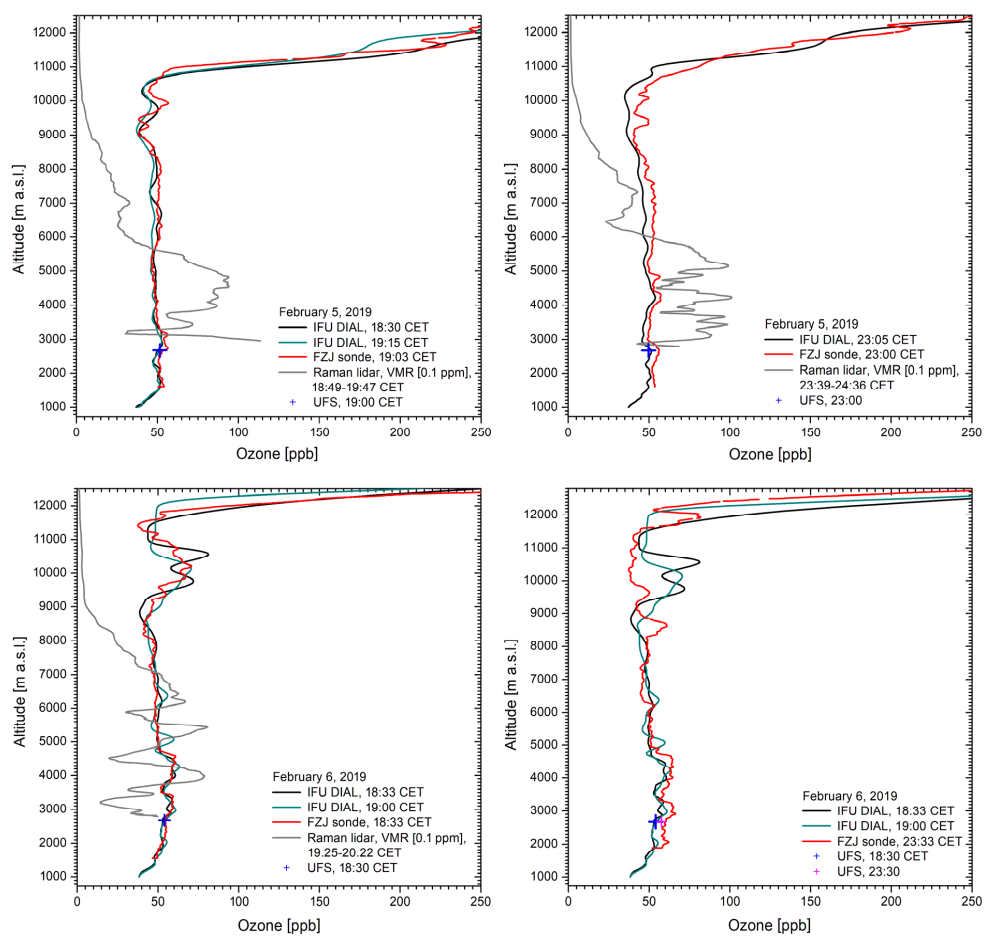 12000
11000
10000
9000
8000
7000
6000
5000
4000
3000
2000
1000
Altitude [m a.s.l.]
February 5, 2019
IFU DIAL, 18:30 CET
IFU DIAL, 19:15 CET
FZJ sonde, 19:03 CET
Raman lidar, VMR [0.1 ppm],
18:49-19:47 CET
UFS, 19:00 CET
0 50 100 150 200 250
Ozone [ppb]
12000
11000
10000
9000
8000
7000
6000
5000
4000
3000
2000
1000
Altitude [m a.s.l.]
February 5, 2019
IFU DIAL, 23:05 CET
FZJ sonde, 23:00 CET
Raman lidar, VMR [0.1 ppm],
23:39-24:36 CET
UFS, 23:00
0 50 100 150 200 250
Ozone [ppb]
12000
11000
10000
9000
8000
7000
6000
5000
4000
3000
2000
1000
Altitude [m a.s.l.]
February 6, 2019
IFU DIAL, 18:33 CET
IFU DIAL, 19:00 CET
FZJ sonde, 18:33 CET
Raman lidar, VMR [0.1 ppm],
19.25-20.22 CET
UFS, 18:30 CET
0 50 100 150 200 250
Ozone [ppb]
12000
11000
10000
9000
8000
7000
6000
5000
4000
3000
2000
1000
Altitude [m a.s.l.]
February 6, 2019
IFU DIAL, 18:33 CET
IFU DIAL, 19:00 CET
FZJ sonde, 23:33 CET
UFS, 18:30 CET
UFS, 23:30
0 50 100 150 200 250
Ozone [ppb]